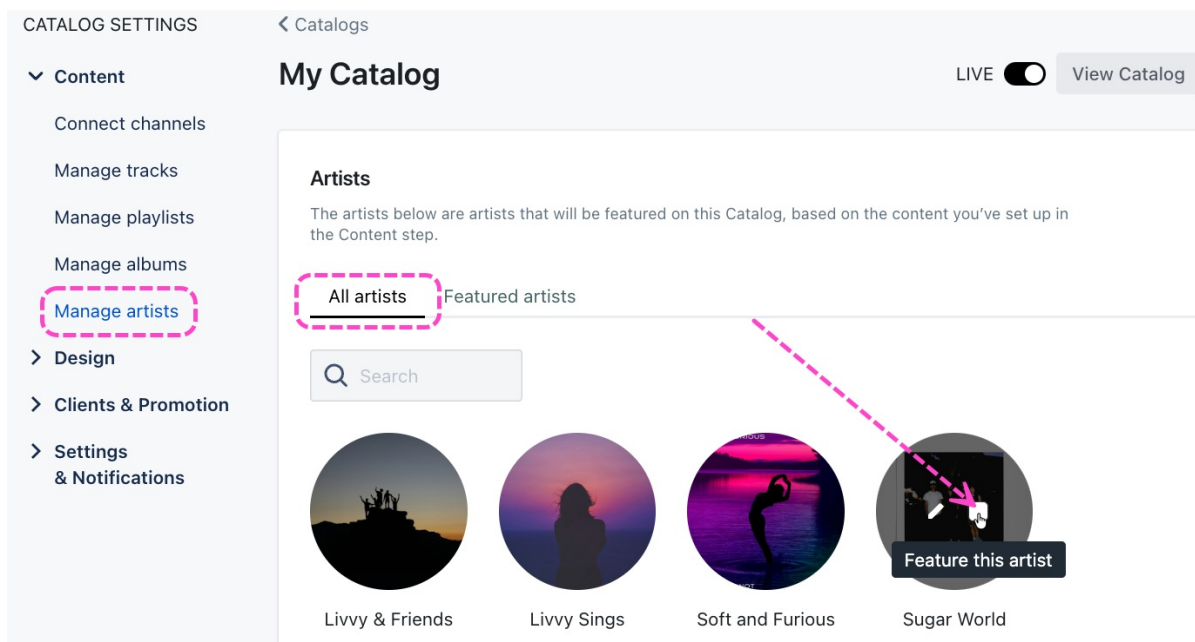 CATALOG SETTINGS
Content
Connect channels
Manage tracks
Manage playlists
Manage albums
Manage artists
Design
Clients & Promotion
Settings
& Notifications
Catalogs
My Catalog
LIVE
View Catalog
Artists
The artists below are artists that will be featured on this Catalog, based on the content you’ve set up in
the Content step.
All artists
Featured artists
Search
Feature this artist
Livvy & Friends
Livvy Sings
Soft and Furious
Sugar World